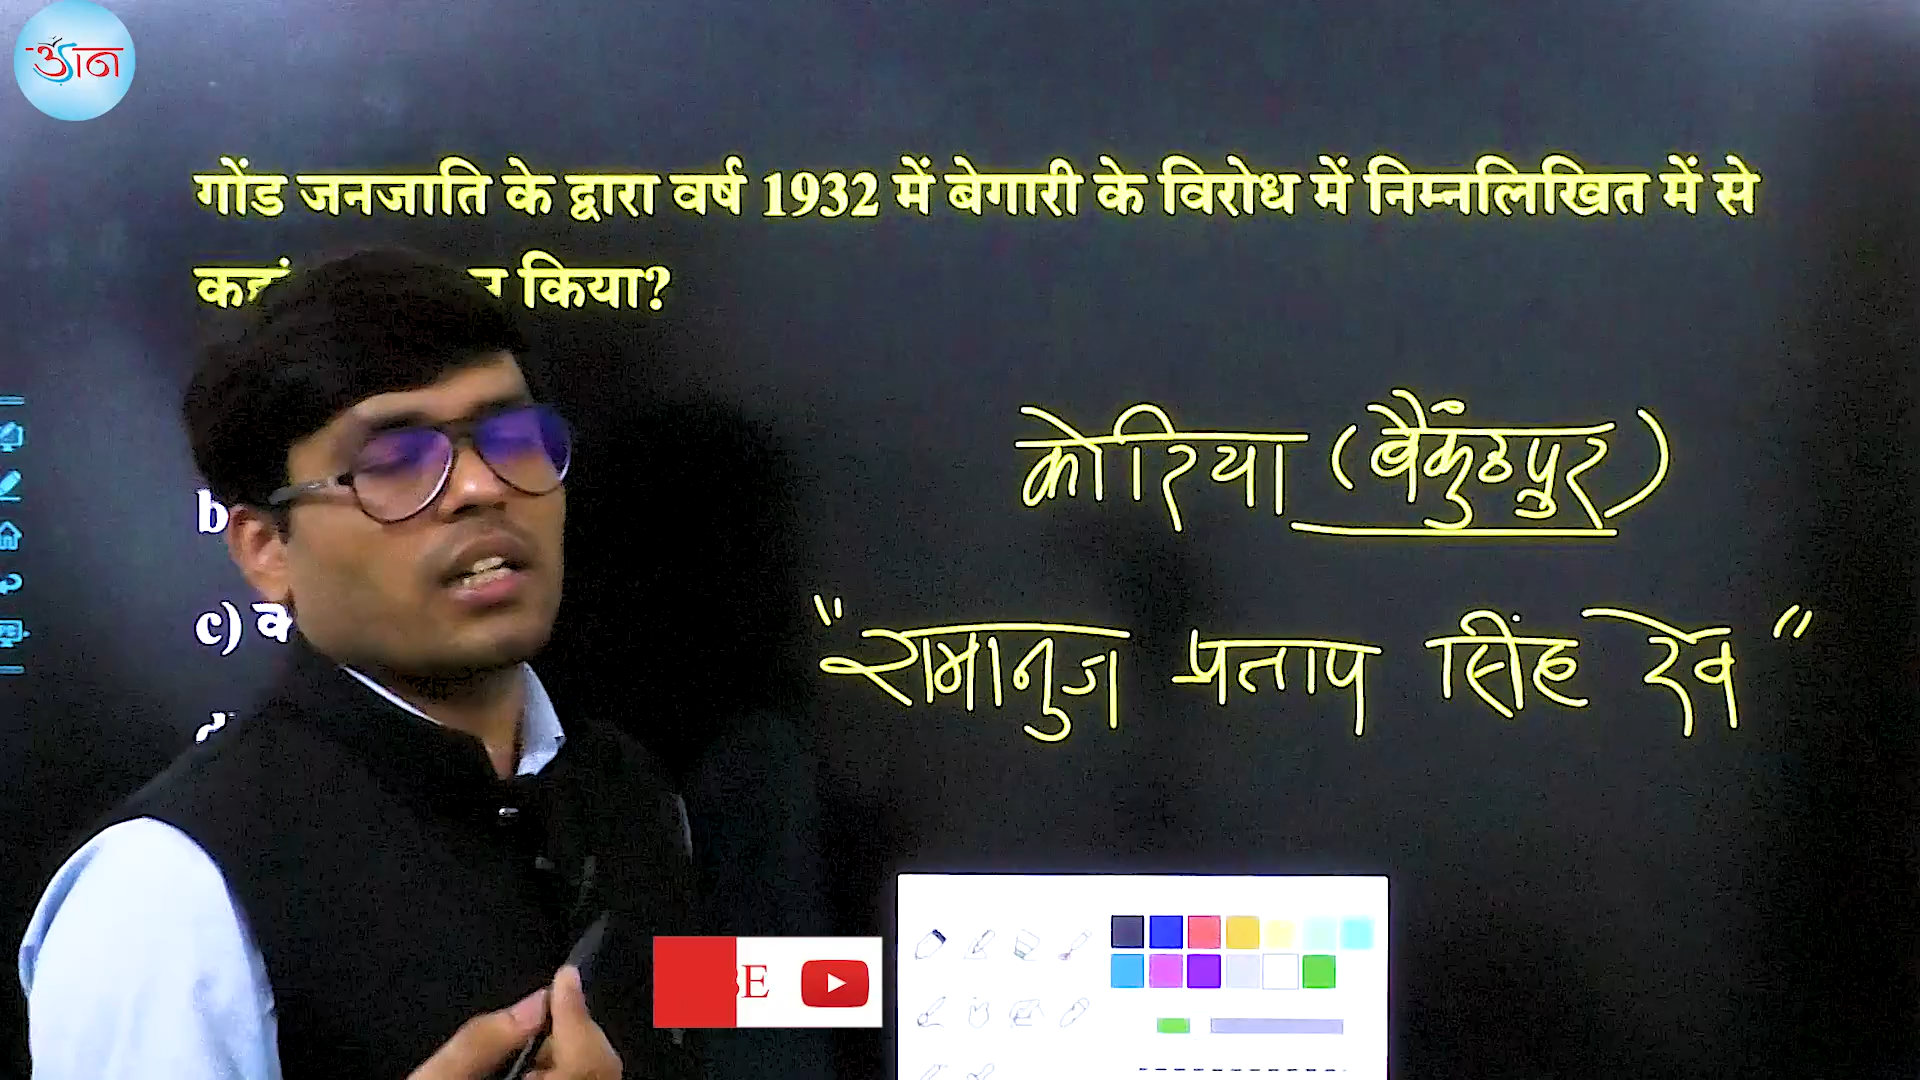 गोंड जनजाति के द्वारा वर्ष 1932 में बेगारी के विरोध में निम्नलिखित में से
किया?
कोरिया (बैकुंठपुर)
b
c)
"रामानुज प्रताप सिंह देव"